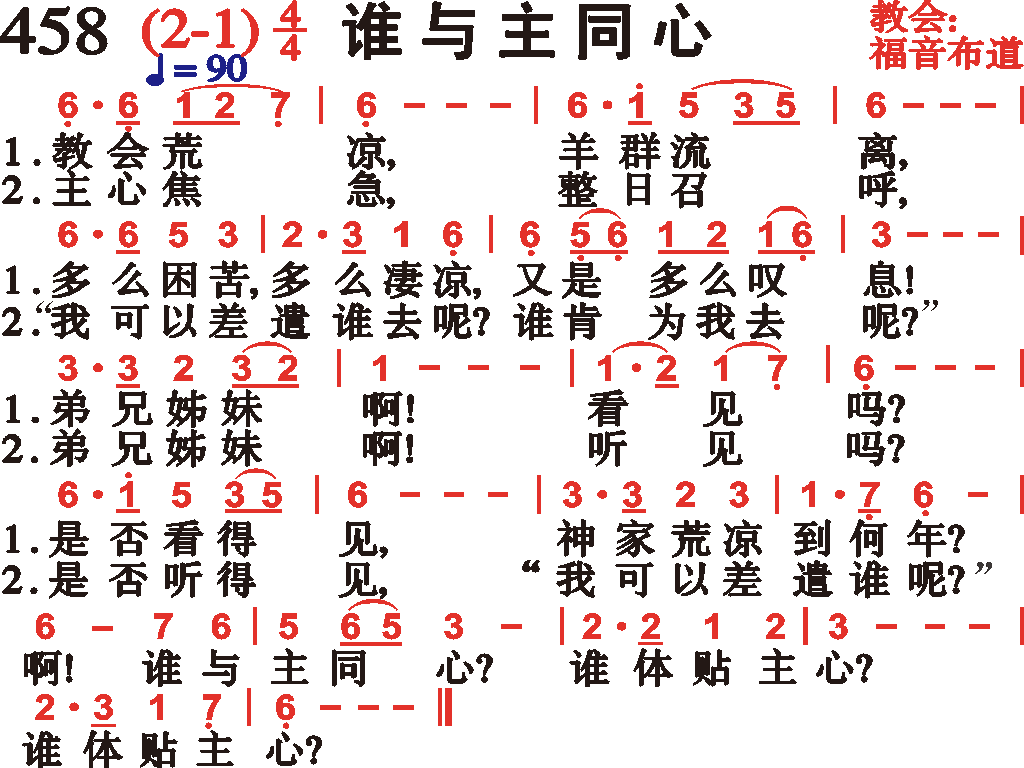 458 (2-1) 4/4 谁与主同心 教会:
♩= 90 福音布道
6·6 1 2 7 | 6 – – – | 6·i 5 3 5 | 6 – – – |
1.教会荒 凉, 羊群流 离,
2.主心焦 急, 整日召 呼,
6·6 5 3 | 2·3 1 6 | 6 5 6 1 2 1 6 | 3 – – – |
1.多么困苦,多么凄凉, 又是 多么叹 息!
2.“我可以差遣谁去呢?谁肯 为我去 呢?”
3·3 2 3 2 | 1 – – – | 1·2 1 7 | 6 – – – |
1.弟兄姊妹 啊! 看 见 吗?
2.弟兄姊妹 啊! 听 见 吗?
6·i 5 3 5 | 6 – – – | 3·3 2 3 | 1·7 6 – |
1.是否看得 见, 神家荒凉 到何年?
2.是否听得 见, “我可以差 遣谁呢?”
6 – 7 6 | 5 6 5 3 – | 2·2 1 2 | 3 – – – |
啊! 谁与主同 心? 谁体贴主心?
2·3 1 7 | 6 – – – ‖
谁体贴主 心?